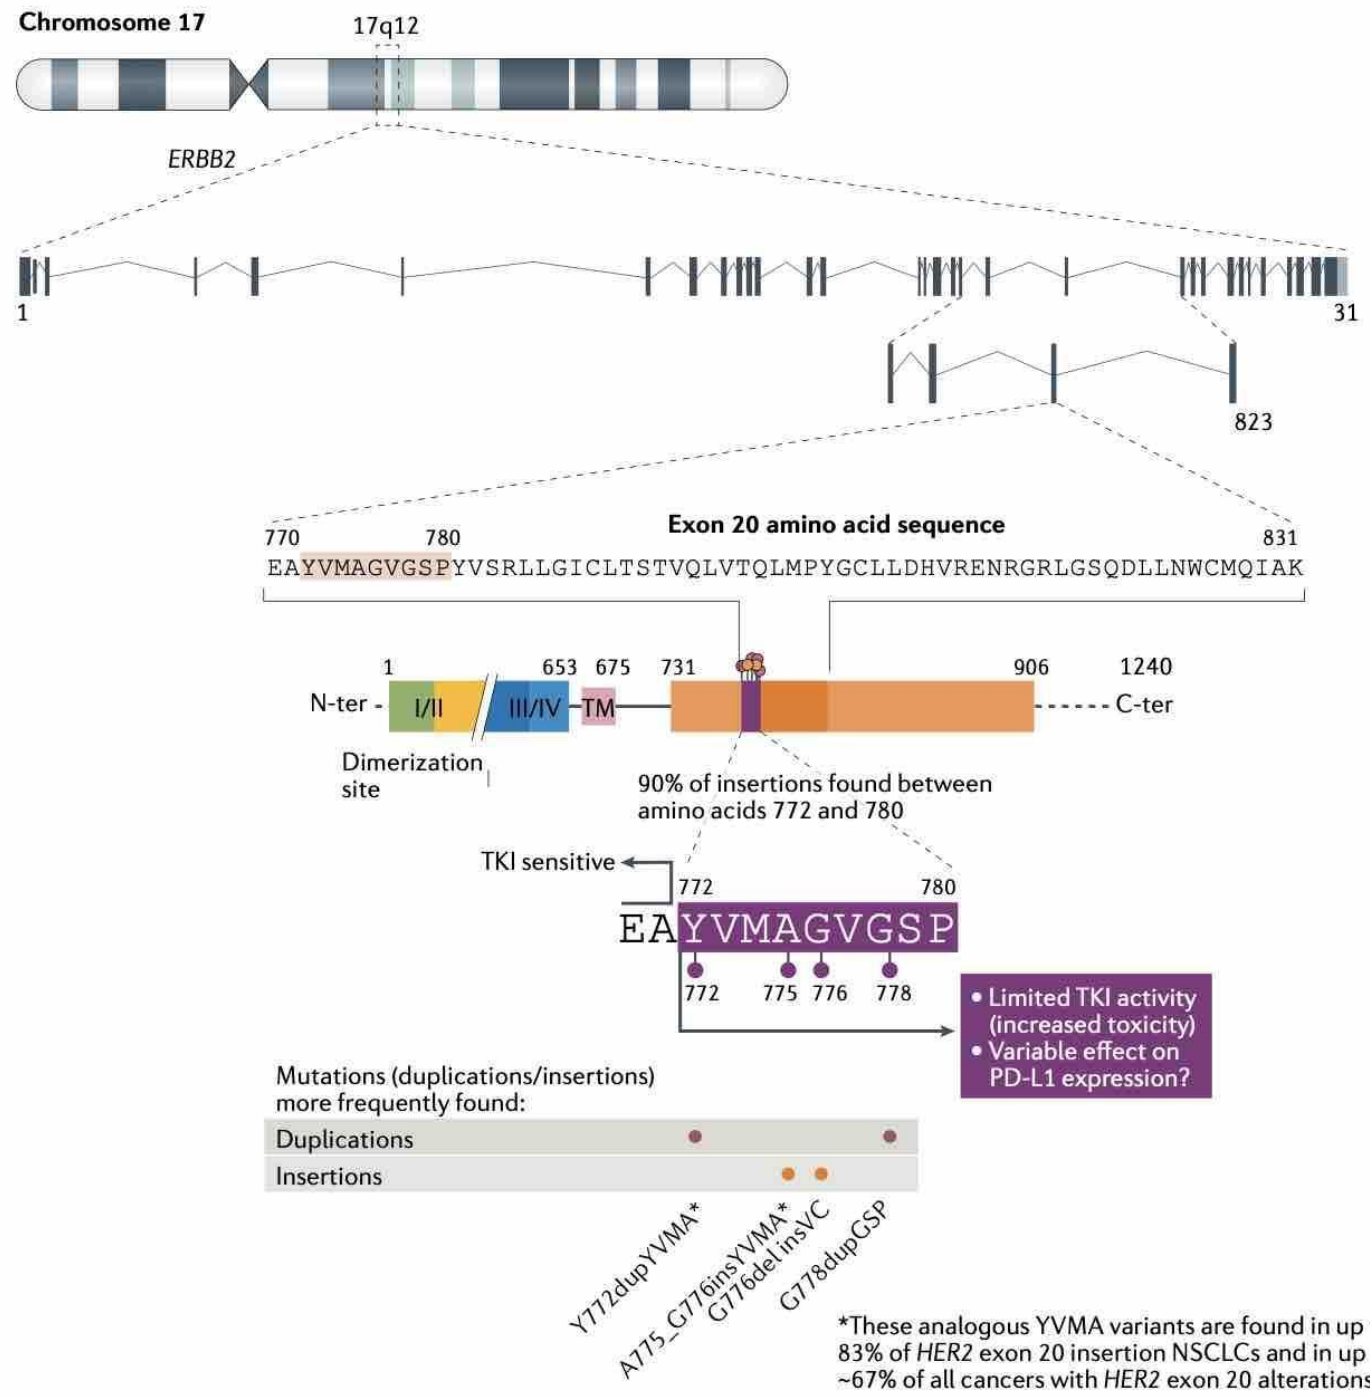 Chromosome 17
17q12
ERBB2
1
31
823
Exon 20 amino acid sequence
770 780 831
EAYVMAGVGSPYVSRLLGICLTSTVQLVTQLMPYGCLLDHVRENRGRLGSQDLLNWCMQIAK
1 653 675 731 906 1240
N-ter I/II III/IV TM C-ter
Dimerization
site
90% of insertions found between
amino acids 772 and 780
TKI sensitive
772 780
EAYVMAGVGSP
772 775 776 778
• Limited TKI activity
(increased toxicity)
• Variable effect on
PD-L1 expression?
Mutations (duplications/insertions)
more frequently found:
Duplications
Insertions
Y772dupYVMA*
A775_G776insYVMA*
G776del insVC
G778dupGSP
*These analogous YVMA variants are found in up
83% of HER2 exon 20 insertion NSCLCs and in up
~67% of all cancers with HER2 exon 20 alterations